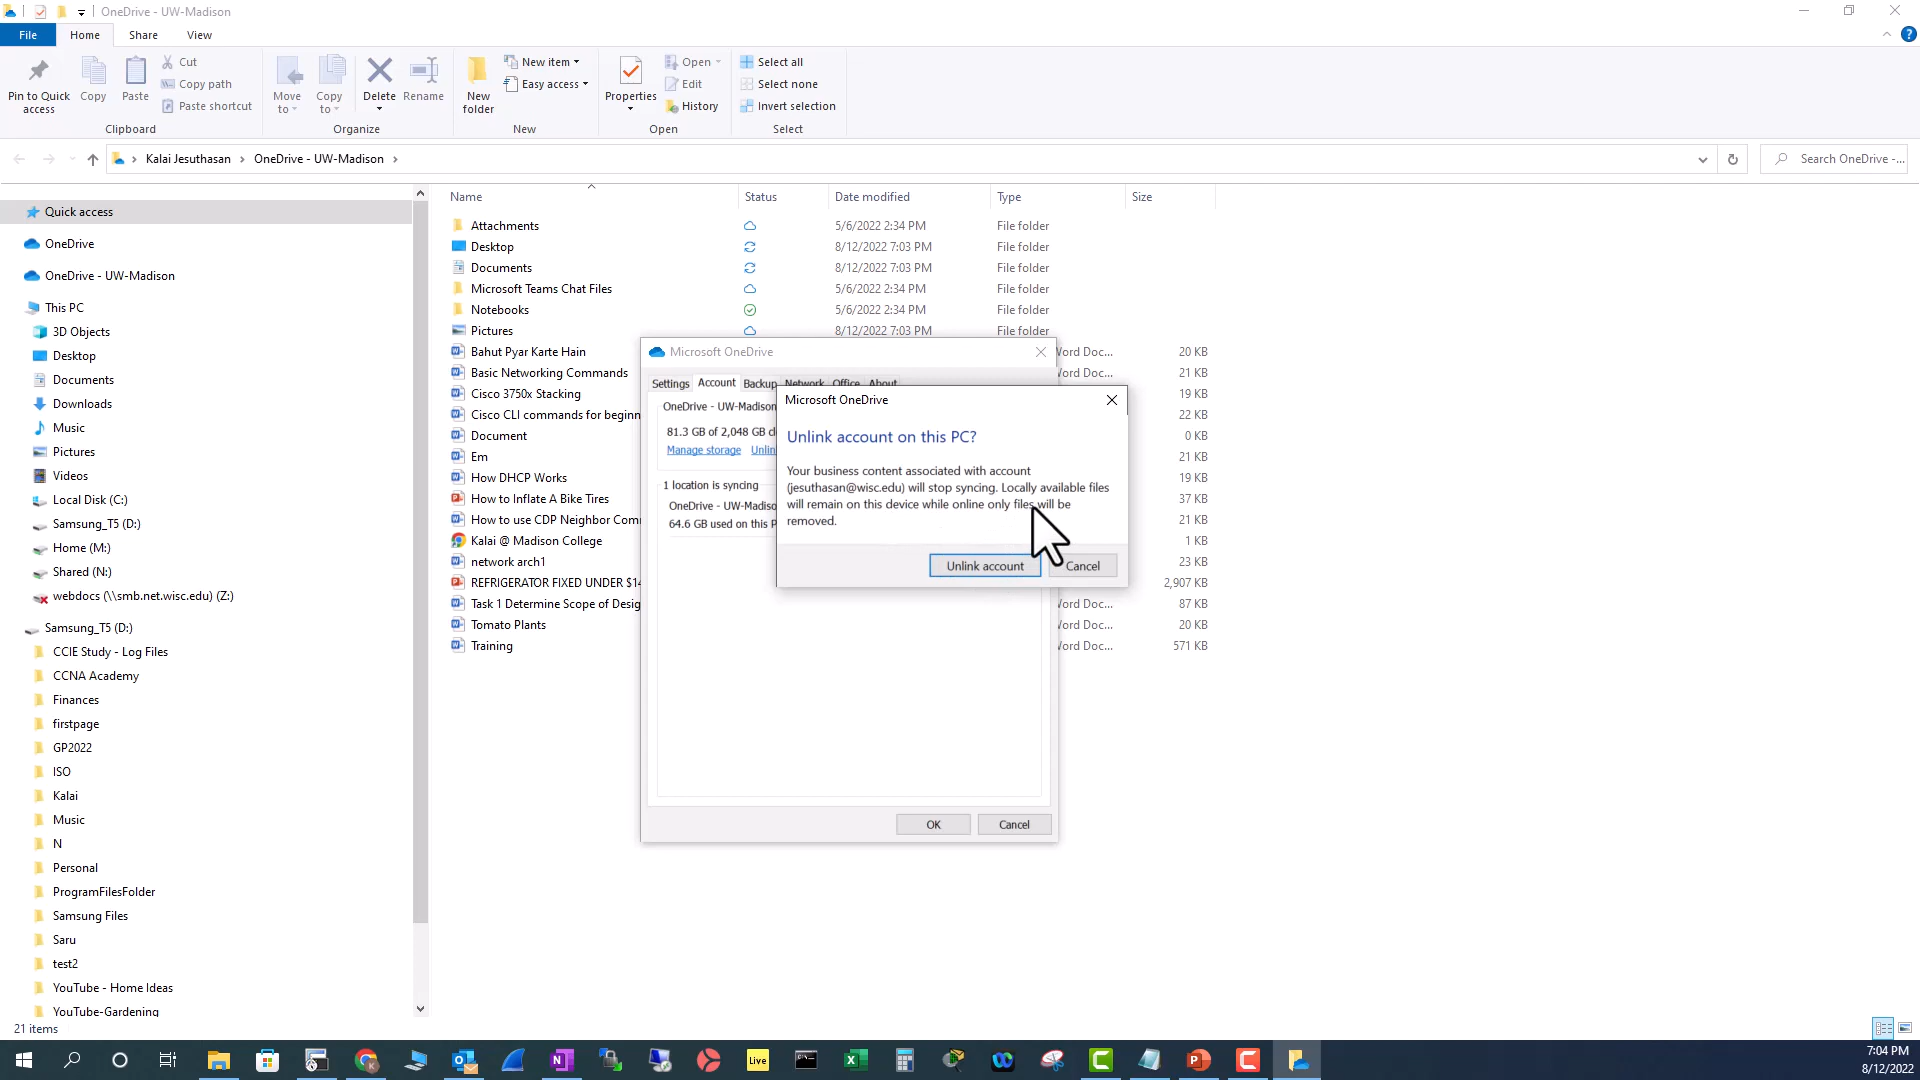 OneDrive - UW-Madison
File
Home
Share
View
Pin to Quick access
Copy
Paste
Cut
Copy path
Paste shortcut
Clipboard
Move to
Copy to
Delete
Rename
Organize
New folder
New item
Easy access
New
Properties
Open
Edit
History
Open
Select all
Select none
Invert selection
Select
Kalai Jesuthasan
OneDrive - UW-Madison
Search OneDrive -...
Quick access
OneDrive
OneDrive - UW-Madison
This PC
3D Objects
Desktop
Documents
Downloads
Music
Pictures
Videos
Local Disk (C:)
Samsung_T5 (D:)
Home (M:)
Shared (N:)
webdocs (\\smb.net.wisc.edu) (Z:)
Samsung_T5 (D:)
CCIE Study - Log Files
CCNA Academy
Finances
firstpage
GP2022
ISO
Kalai
Music
N
Personal
ProgramFilesFolder
Samsung Files
Saru
test2
YouTube - Home Ideas
YouTube-Gardening
Name Status Date modified Type Size
Attachments 5/6/2022 2:34 PM File folder
Desktop 8/12/2022 7:03 PM File folder
Documents 8/12/2022 7:03 PM File folder
Microsoft Teams Chat Files 5/6/2022 2:34 PM File folder
Notebooks 5/6/2022 2:34 PM File folder
Pictures 8/12/2022 7:03 PM File folder
Bahut Pyar Karte Hain Word Doc... 20 KB
Basic Networking Commands Word Doc... 21 KB
Cisco 3750x Stacking 19 KB
Cisco CLI commands for beginn 22 KB
Document 0 KB
Em 21 KB
How DHCP Works 19 KB
How to Inflate A Bike Tires 37 KB
How to use CDP Neighbor Com 21 KB
Kalai @ Madison College 1 KB
network arch1 23 KB
REFRIGERATOR FIXED UNDER $14 2,907 KB
Task 1 Determine Scope of Desig Word Doc... 87 KB
Tomato Plants Word Doc... 20 KB
Training Word Doc... 571 KB
Microsoft OneDrive
Settings Account Backup Network Office About
OneDrive - UW-Madison
81.3 GB of 2,048 GB cl
Manage storage Unlin
1 location is syncing
OneDrive - UW-Madiso
64.6 GB used on this P
OK
Cancel
Microsoft OneDrive
Unlink account on this PC?
Your business content associated with account
(jesuthasan@wisc.edu) will stop syncing. Locally available files
will remain on this device while online only files will be
removed.
Unlink account
Cancel
21 items
Live
7:04 PM
8/12/2022